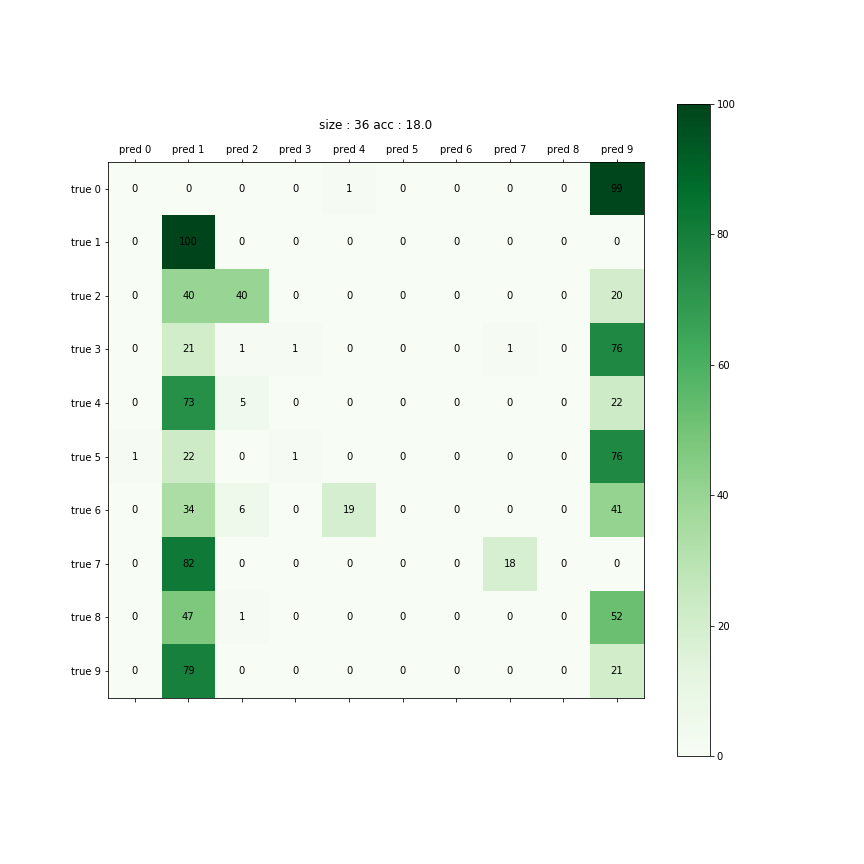 size : 36 acc : 18.0
pred 0 pred 1 pred 2 pred 3 pred 4 pred 5 pred 6 pred 7 pred 8 pred 9
true 0 0 0 0 0 1 0 0 0 0 99
true 1 0 100 0 0 0 0 0 0 0 0
true 2 0 40 40 0 0 0 0 0 0 20
true 3 0 21 1 1 0 0 0 1 0 76
true 4 0 73 5 0 0 0 0 0 0 22
true 5 1 22 0 1 0 0 0 0 0 76
true 6 0 34 6 0 19 0 0 0 0 41
true 7 0 82 0 0 0 0 0 18 0 0
true 8 0 47 1 0 0 0 0 0 0 52
true 9 0 79 0 0 0 0 0 0 0 21
100
80
60
40
20
0